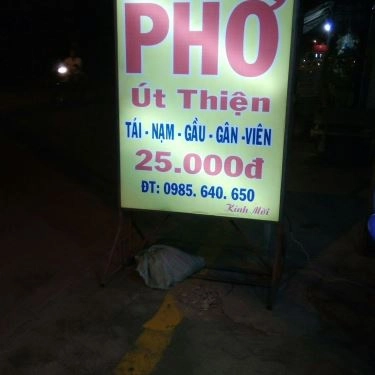 PHỞ
Út Thiện
TÁI - NẠM - GẦU - GÂN -VIÊN
25.000đ
ĐT: 0985. 640. 650
Kính Mời